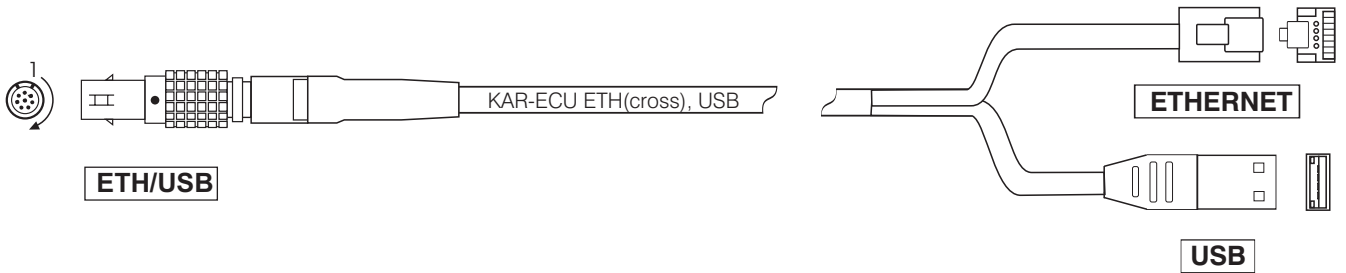 1
KAR-ECU ETH(cross), USB
ETHERNET
ETH/USB
USB